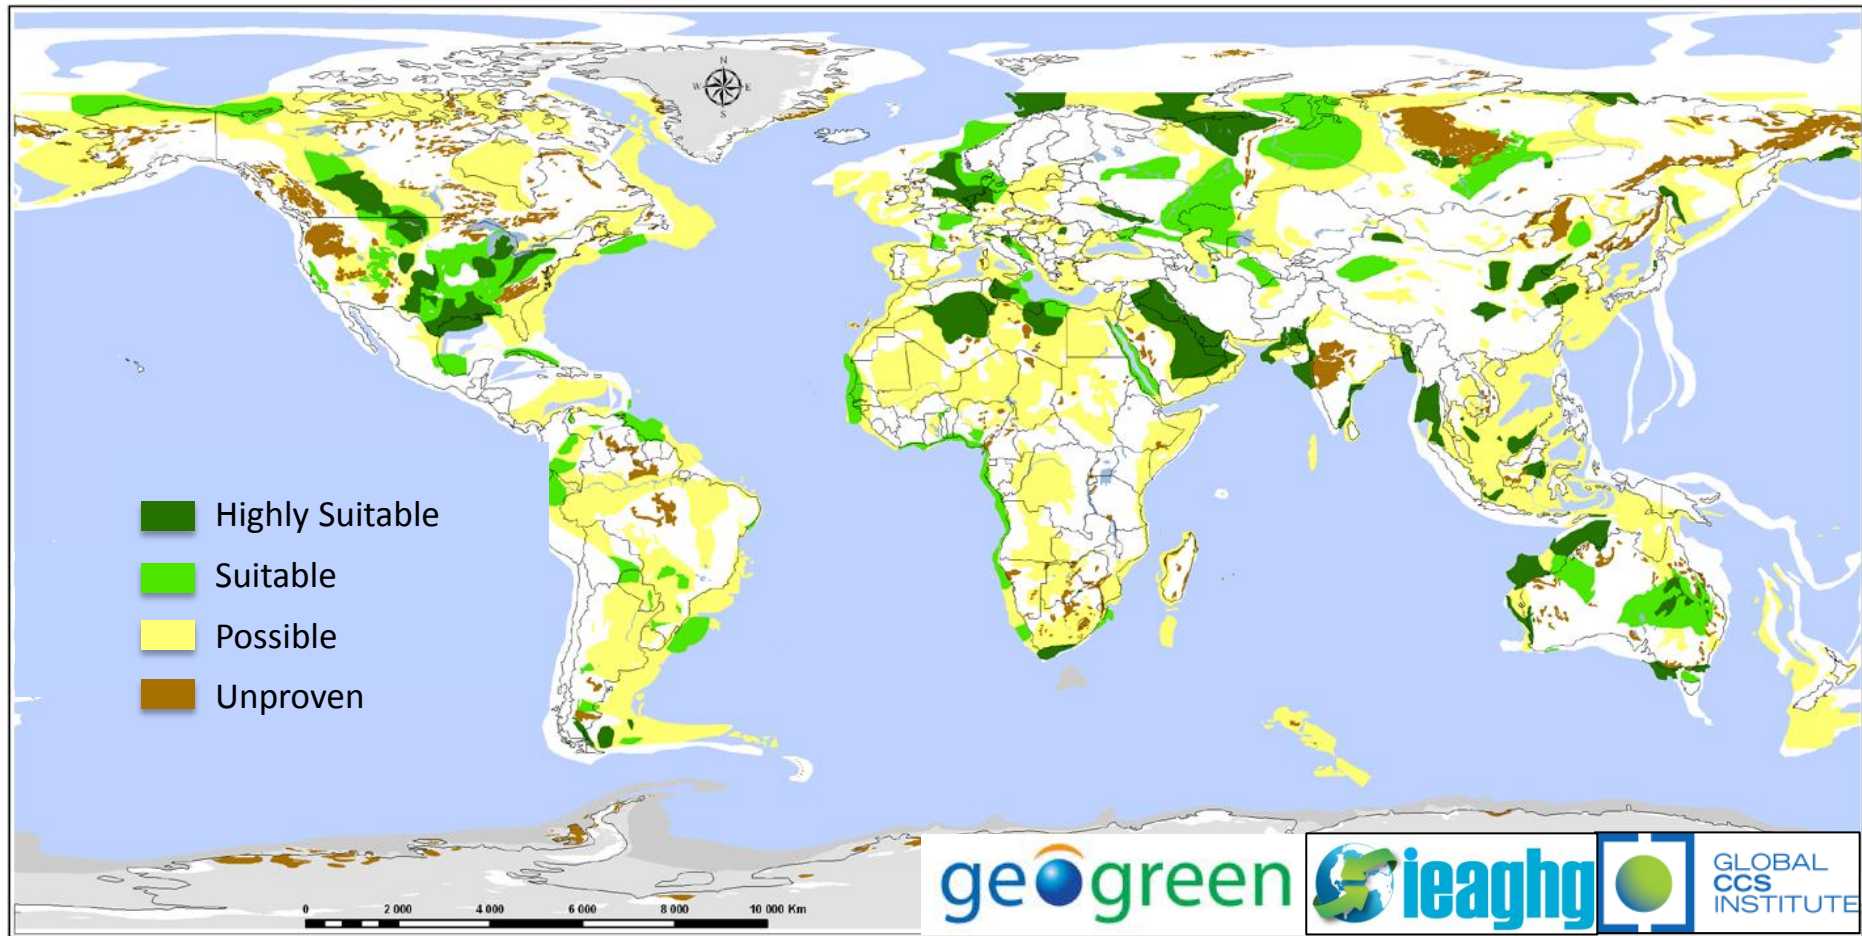 N
W E
S
Highly Suitable
Suitable
Possible
Unproven
0 2 000 4 000 6 000 8 000 10 000 Km
geogreen
ieaghg
GLOBAL
CCS
INSTITUTE